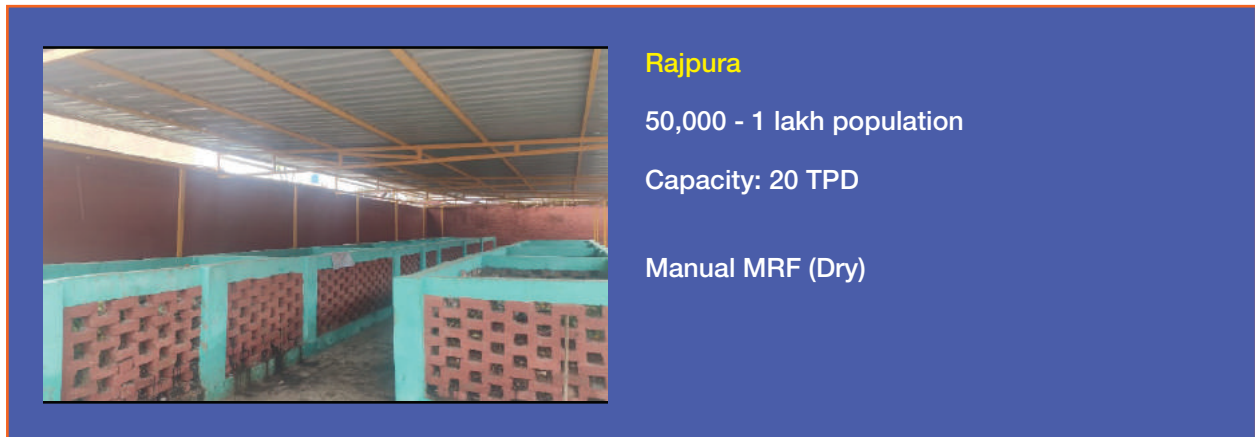 Rajpura
50,000 - 1 lakh population
Capacity: 20 TPD
Manual MRF (Dry)